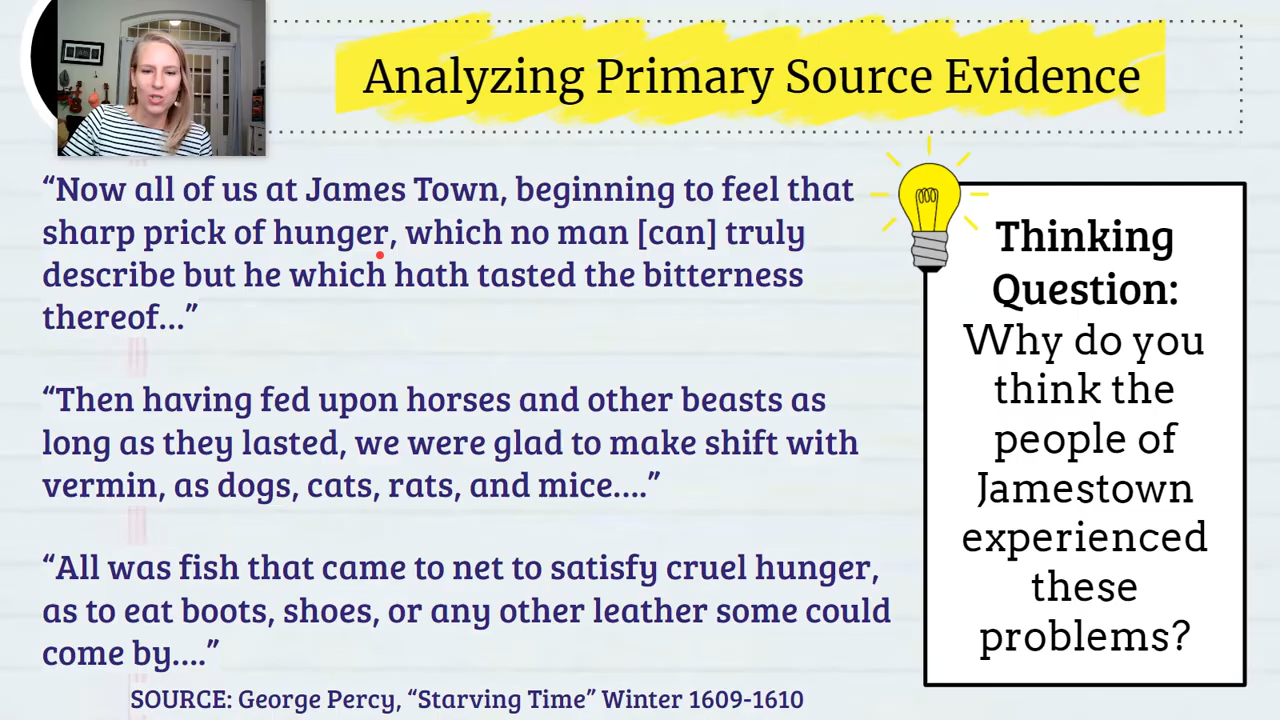 Analyzing Primary Source Evidence
“Now all of us at James Town, beginning to feel that
sharp prick of hunger, which no man [can] truly
describe but he which hath tasted the bitterness
thereof...”
“Then having fed upon horses and other beasts as
long as they lasted, we were glad to make shift with
vermin, as dogs, cats, rats, and mice....”
“All was fish that came to net to satisfy cruel hunger,
as to eat boots, shoes, or any other leather some could
come by....”
SOURCE: George Percy, “Starving Time” Winter 1609-1610
Thinking
Question:
Why do you
think the
people of
Jamestown
experienced
these
problems?